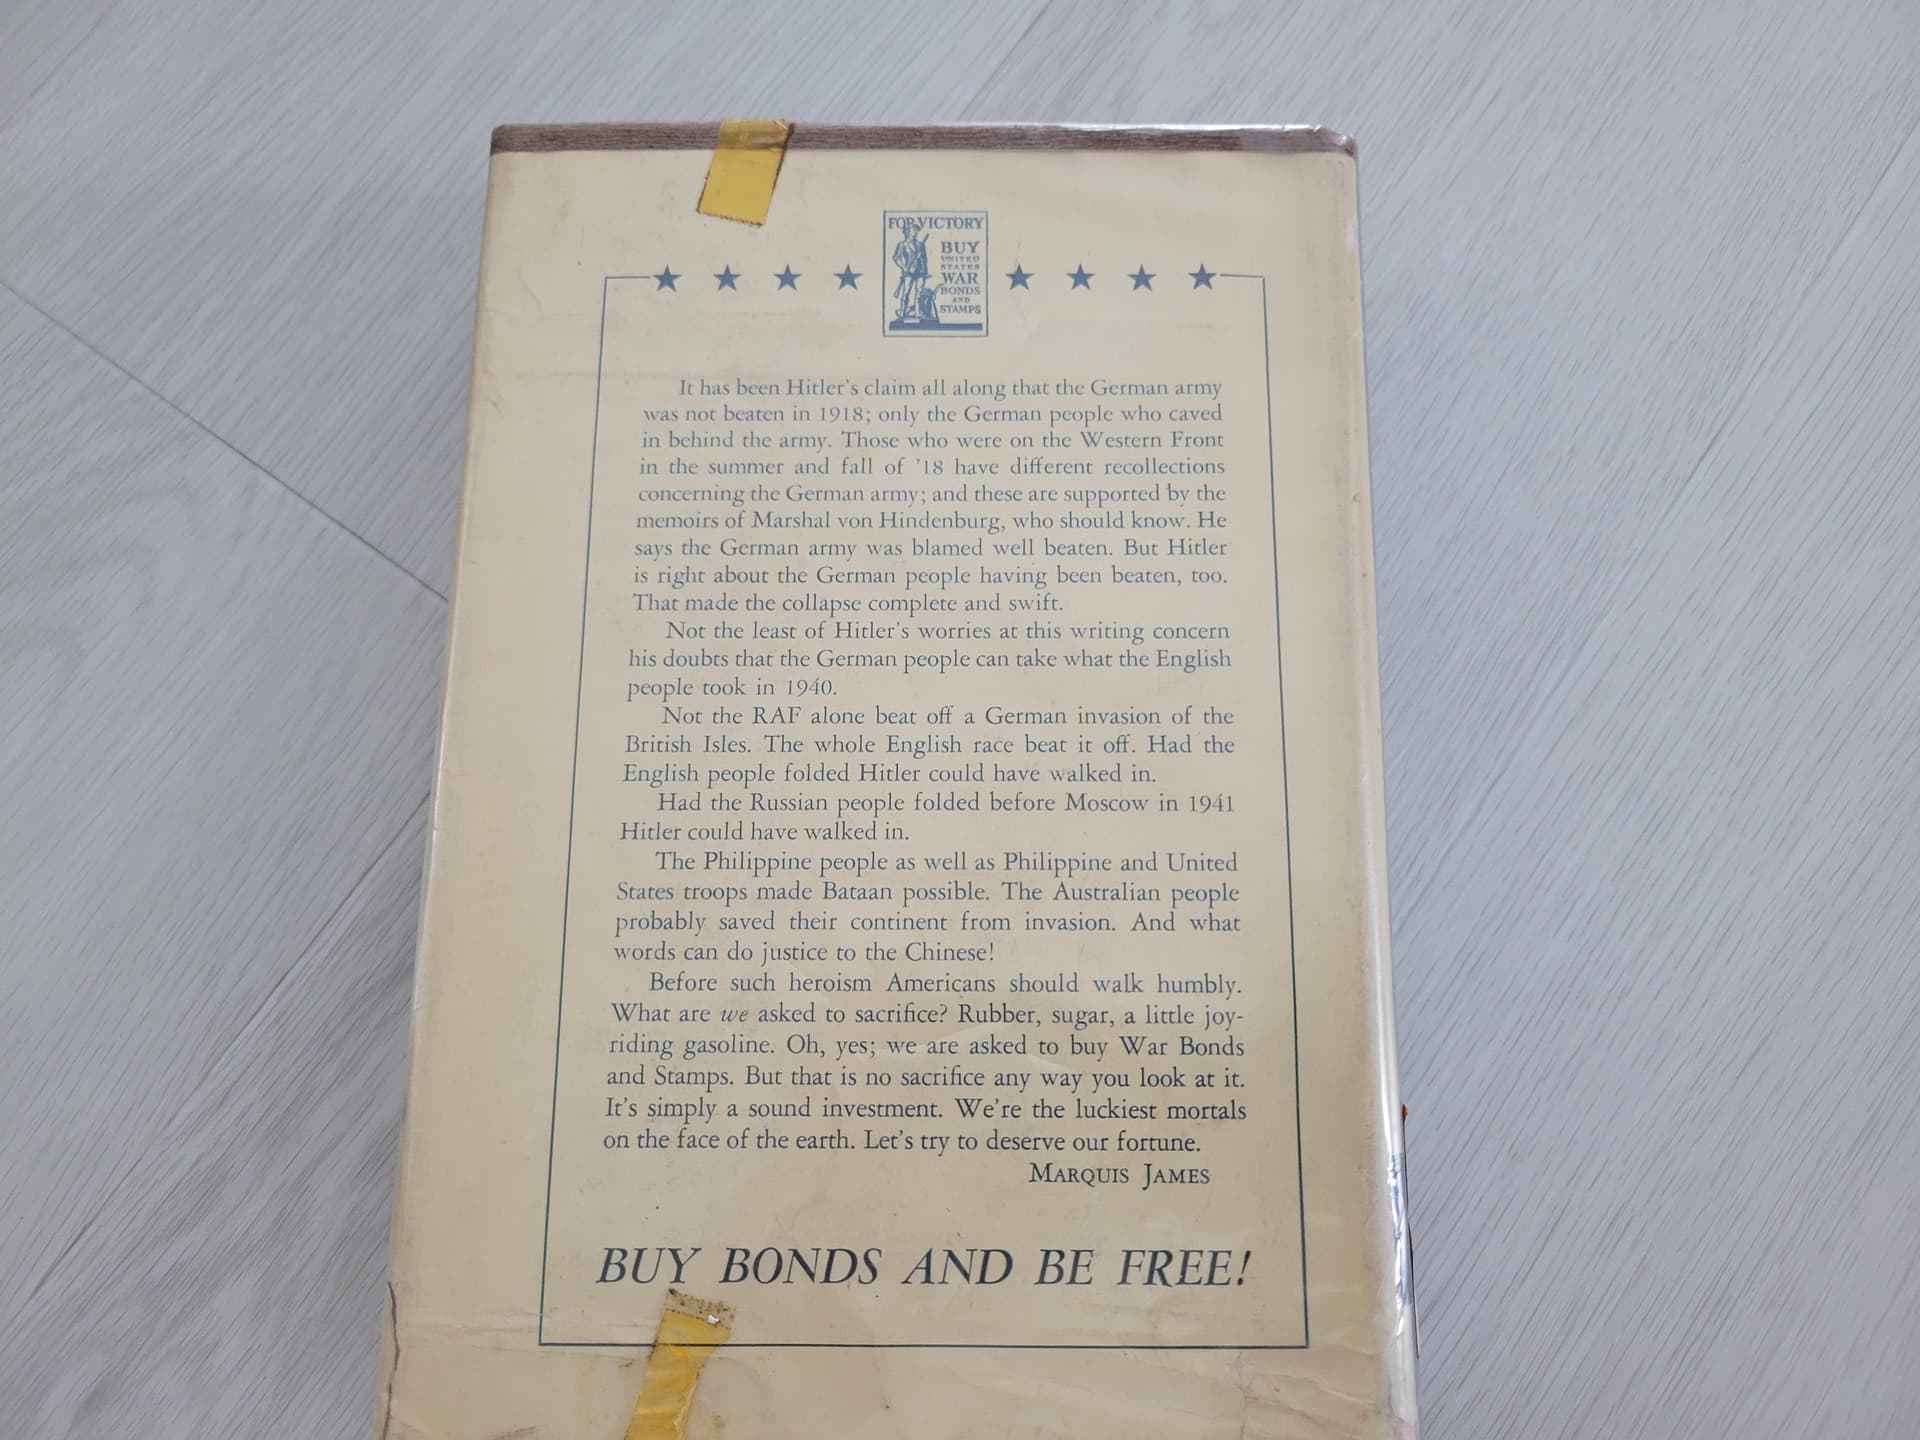 FOR VICTORY
BUY
UNITED
STATES
WAR
BONDS
AND
STAMPS
It has been Hitler's claim all along that the German army
was not beaten in 1918; only the German people who caved
in behind the army. Those who were on the Western Front
in the summer and fall of '18 have different recollections
concerning the German army; and these are supported by the
memoirs of Marshal von Hindenburg, who should know. He
says the German army was blamed well beaten. But Hitler
is right about the German people having been beaten, too.
That made the collapse complete and swift.
Not the least of Hitler's worries at this writing concern
his doubts that the German people can take what the English
people took in 1940.
Not the RAF alone beat off a German invasion of the
British Isles. The whole English race beat it off. Had the
English people folded Hitler could have walked in.
Had the Russian people folded before Moscow in 1941
Hitler could have walked in.
The Philippine people as well as Philippine and United
States troops made Bataan possible. The Australian people
probably saved their continent from invasion. And what
words can do justice to the Chinese!
Before such heroism Americans should walk humbly.
What are we asked to sacrifice? Rubber, sugar, a little joy-
riding gasoline. Oh, yes; we are asked to buy War Bonds
and Stamps. But that is no sacrifice any way you look at it.
It's simply a sound investment. We're the luckiest mortals
on the face of the earth. Let's try to deserve our fortune.
MARQUIS JAMES
BUY BONDS AND BE FREE!